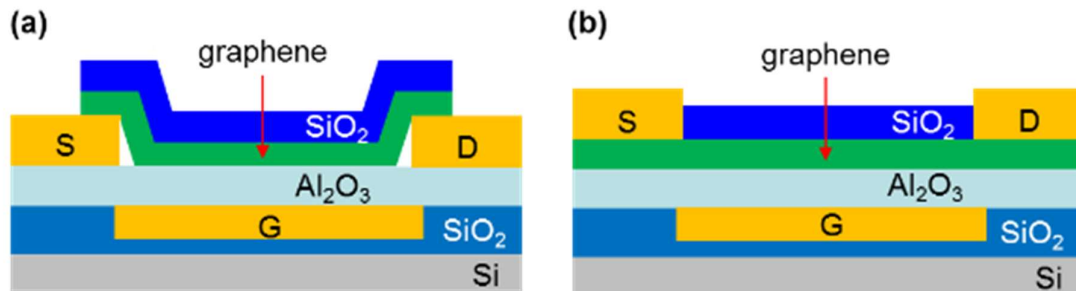 (a)
graphene
SiO₂
S
D
Al₂O₃
G
SiO₂
Si
(b)
graphene
S
SiO₂
D
Al₂O₃
G
SiO₂
Si